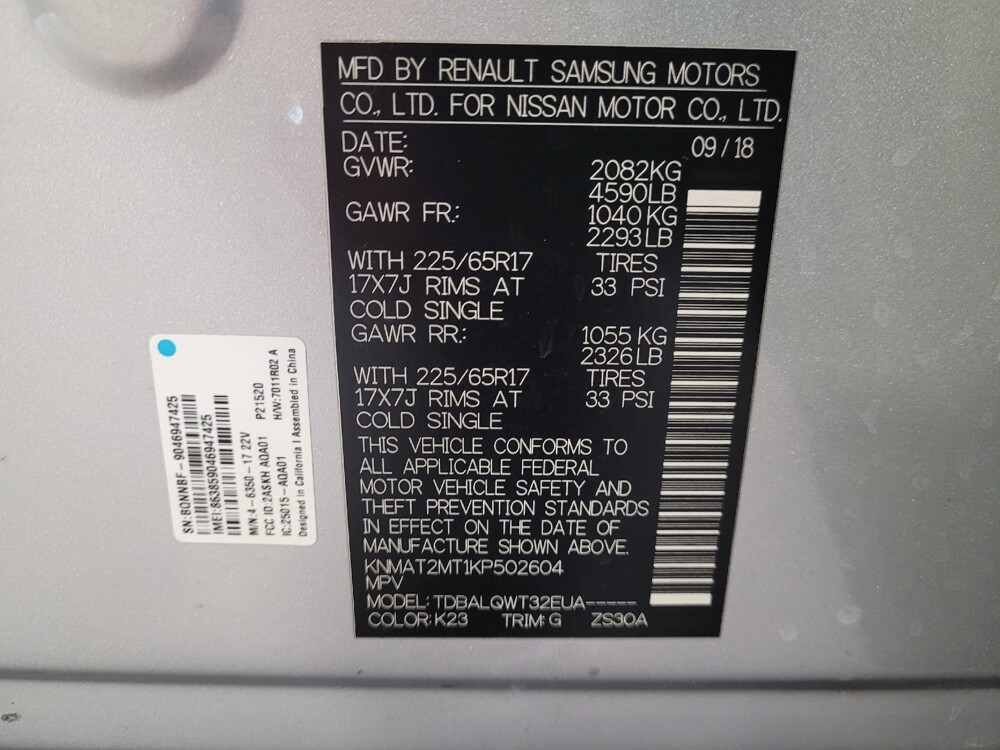 MFD BY RENAULT SAMSUNG MOTORS
CO., LTD. FOR NISSAN MOTOR CO., LTD.
DATE: 09/18
GVWR: 2082KG
4590LB
GAWR FR.: 1040 KG
2293 LB
WITH 225/65R17 TIRES
17X7J RIMS AT 33 PSI
COLD SINGLE
GAWR RR.: 1055 KG
2326 LB
WITH 225/65R17 TIRES
17X7J RIMS AT 33 PSI
COLD SINGLE
THIS VEHICLE CONFORMS TO
ALL APPLICABLE FEDERAL
MOTOR VEHICLE SAFETY AND
THEFT PREVENTION STANDARDS
IN EFFECT ON THE DATE OF
MANUFACTURE SHOWN ABOVE.
KNMAT2MT1KP502604
MPV
MODEL: TDBALQWT32EUA-----
COLOR: K23 TRIM: G ZS30A
SN:BQNNBF-9046947425
IMEI:863859046947425
M/N:4-6350-17 22V P21520
FCC ID:2ASKH AQA01
IC:25015-AQA01 H/W:7011R02 A
Designed in California | Assembled in China